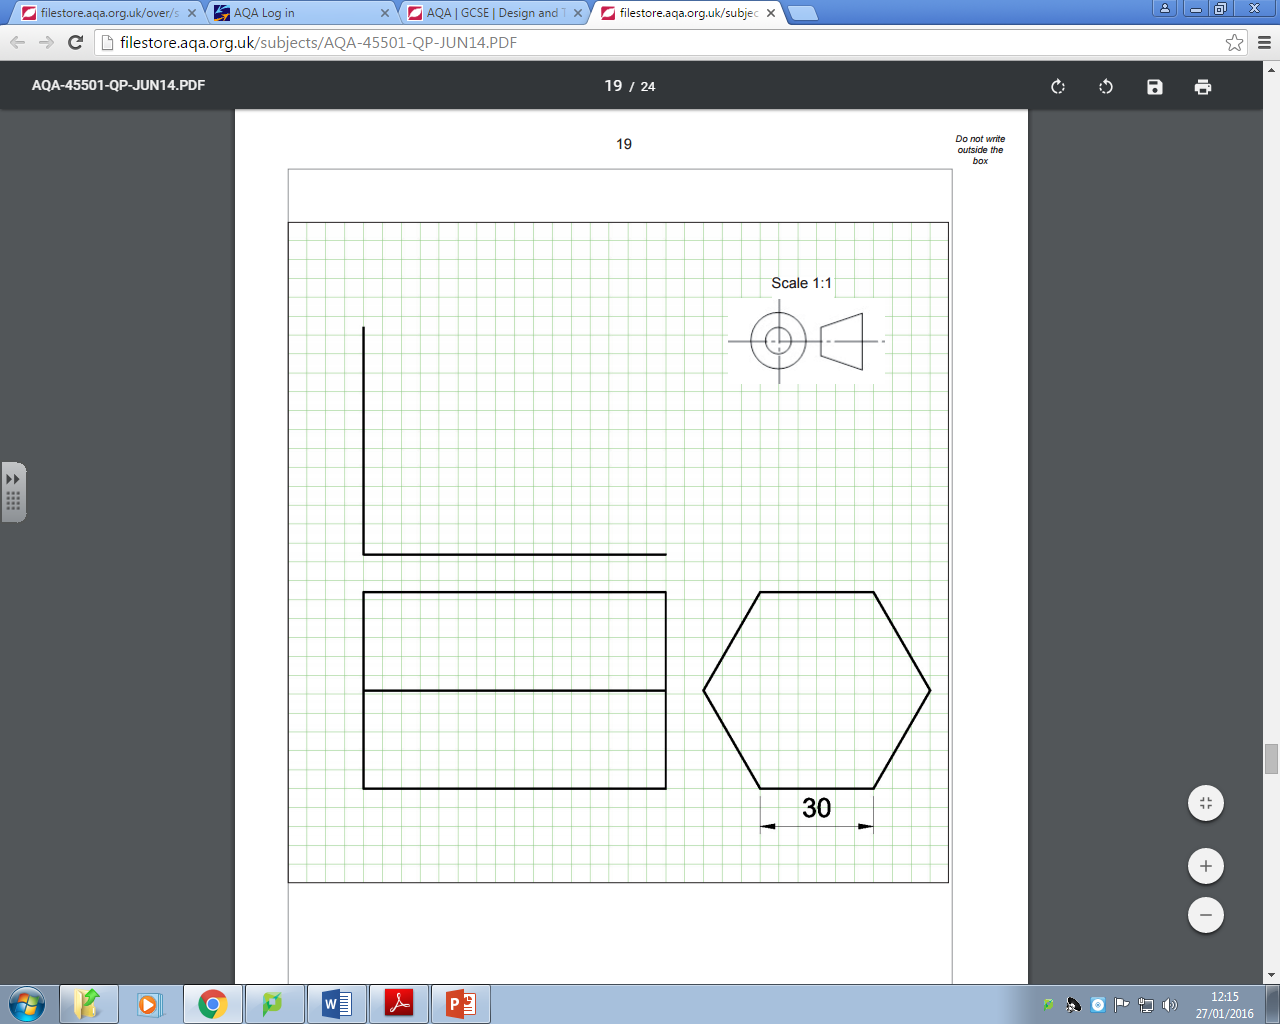 filestore.aqa.org.uk/over/s
AQA Log in
AQA | GCSE | Design and T
filestore.aqa.org.uk/subjec
filestore.aqa.org.uk/subjects/AQA-45501-QP-JUN14.PDF
AQA-45501-QP-JUN14.PDF
19 / 24
19
Do not write
outside the
box
Scale 1:1
30
12:15
27/01/2016